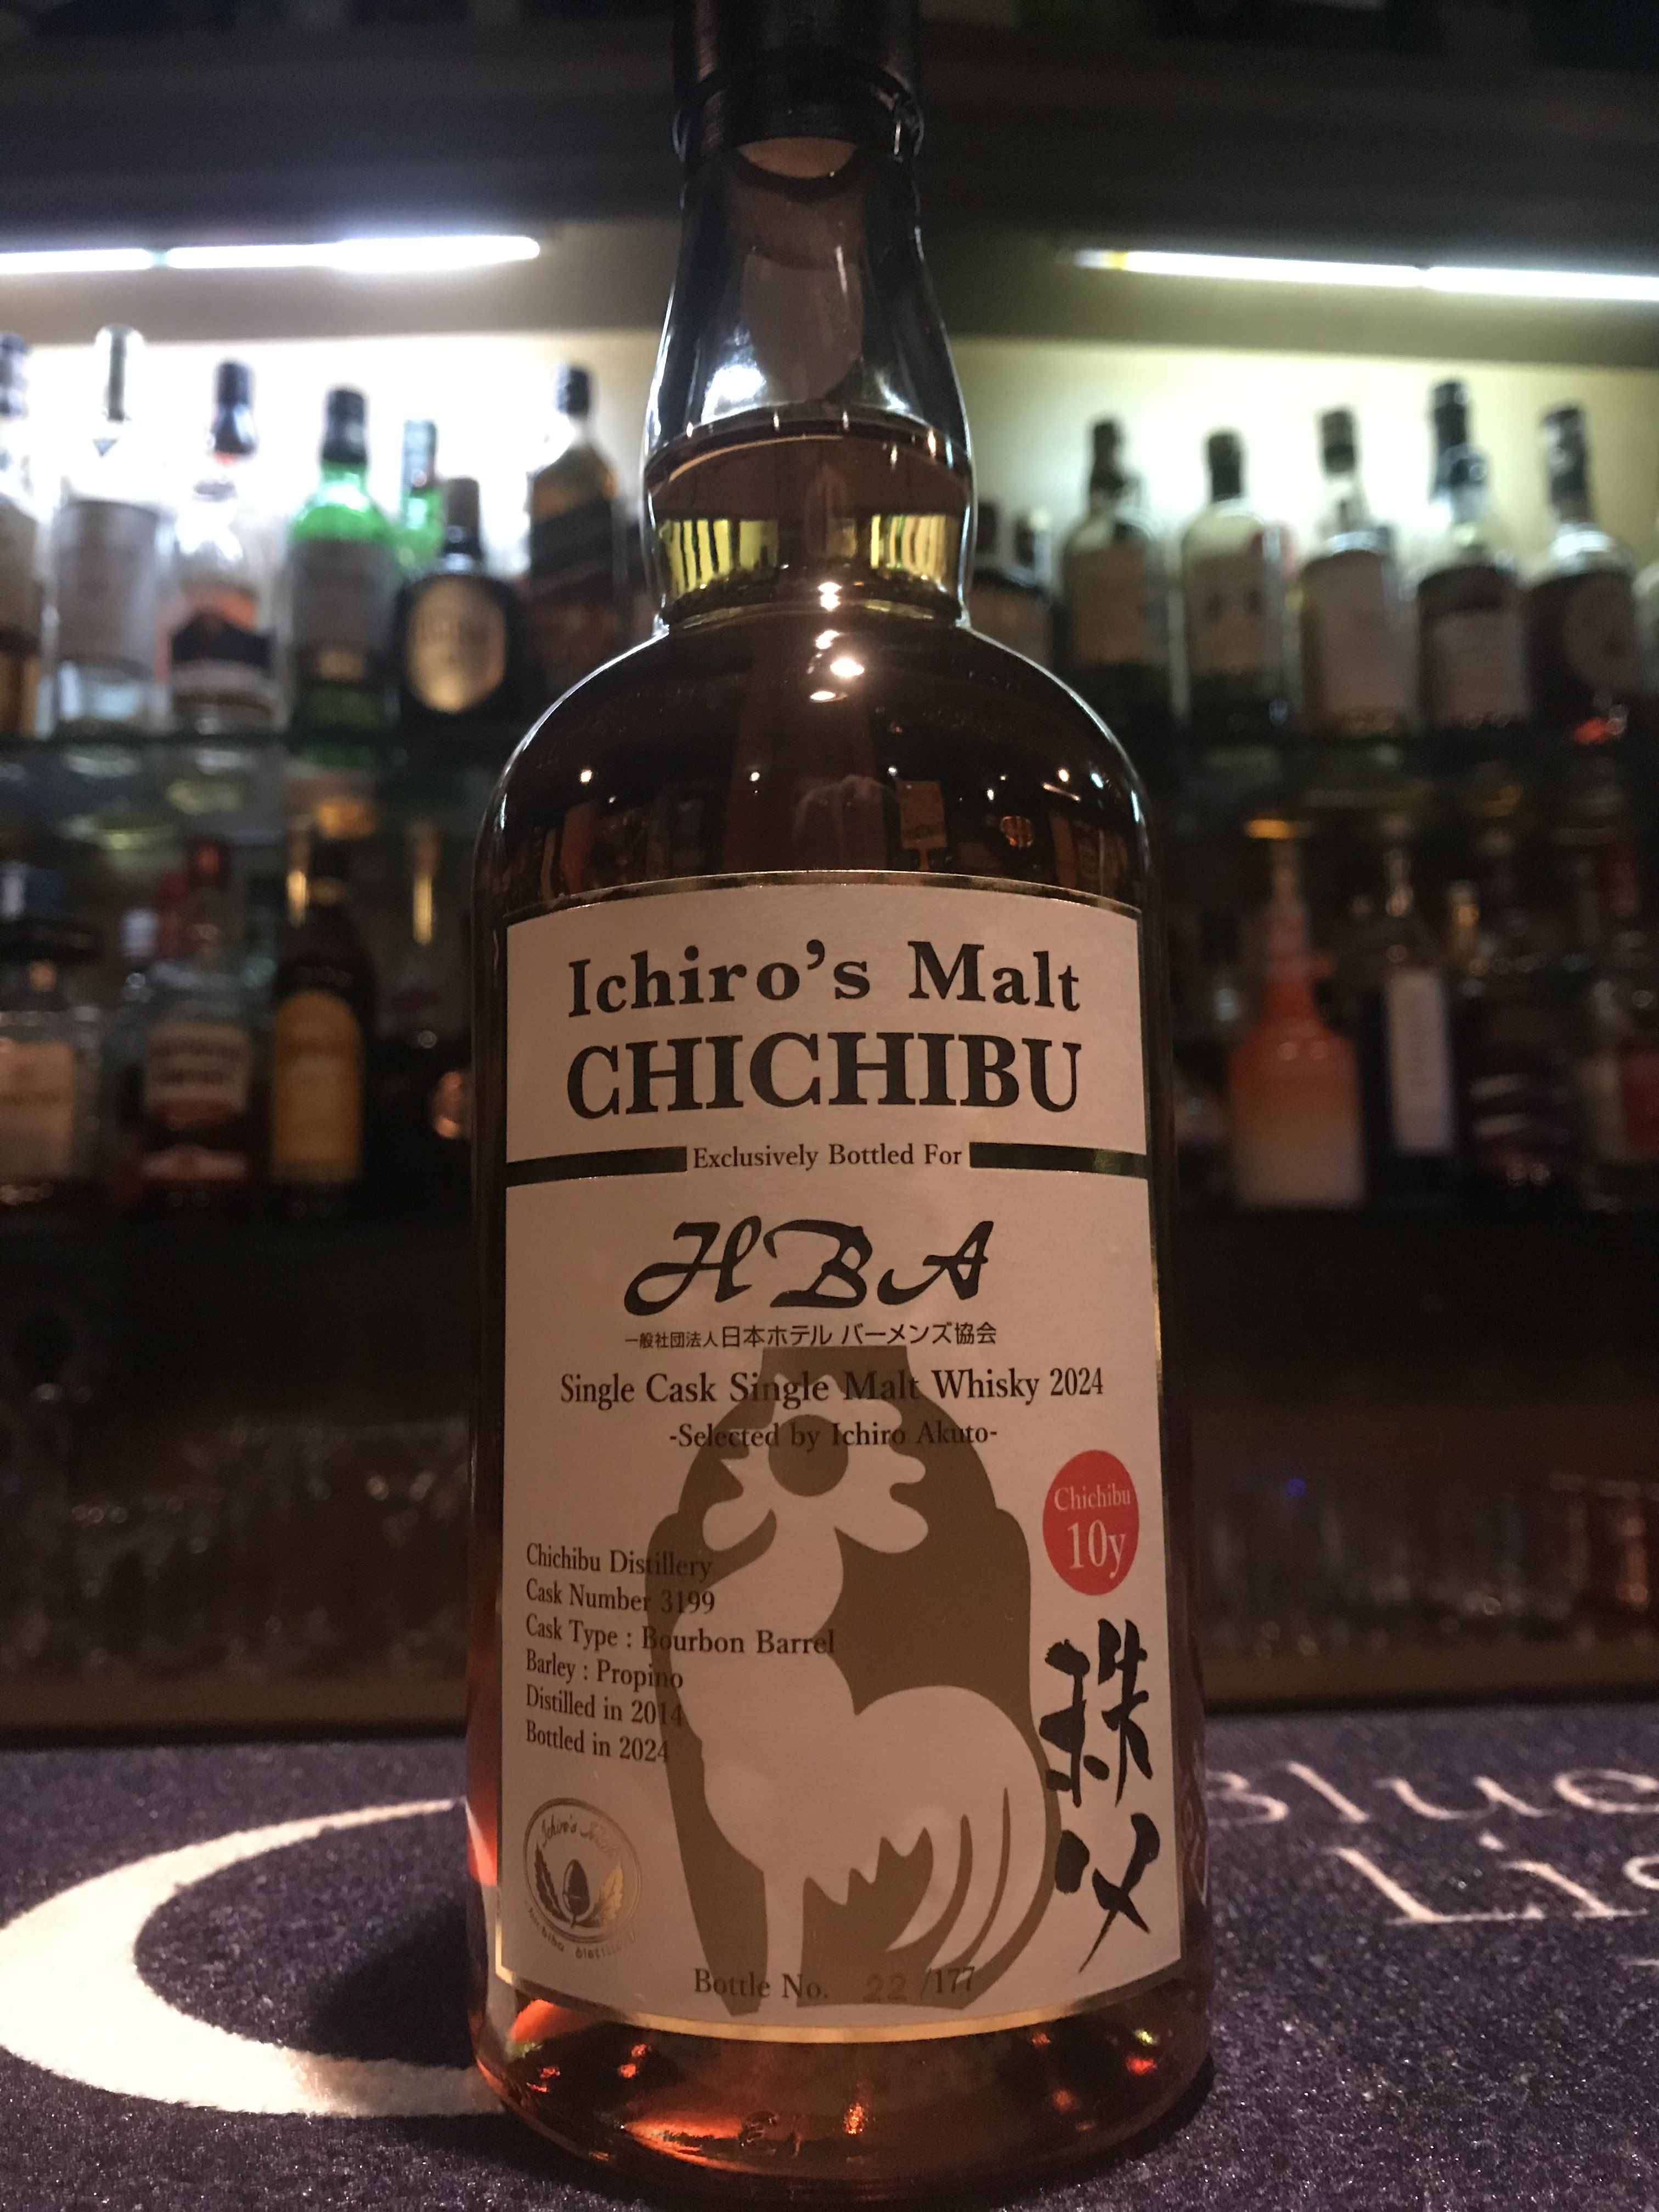 Ichiro's Malt
CHICHIBU
Exclusively Bottled For
HBA
一般社団法人日本ホテル バーメンズ協会
Single Cask Single Malt Whisky 2024
-Selected by Ichiro Akuto-
Chichibu
10y
Chichibu Distillery
Cask Number 3199
Cask Type : Bourbon Barrel
Barley : Propino
Distilled in 2014
Bottled in 2024
秩父
Ichiro's Malt
Bottle No. 22 /177
Blue